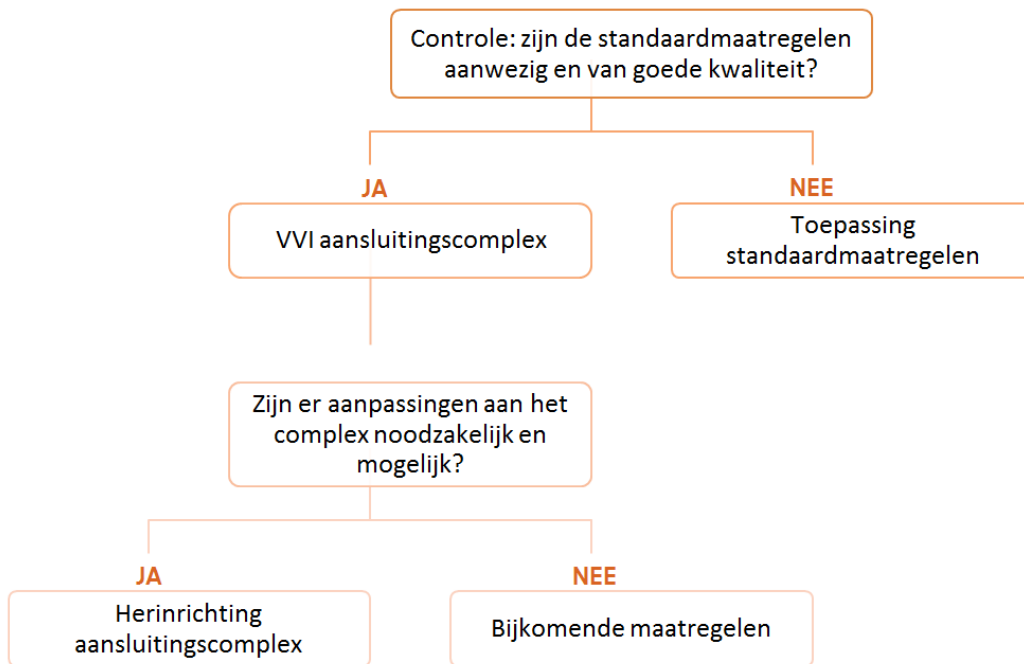 Controle: zijn de standaardmaatregelen
aanwezig en van goede kwaliteit?
JA
NEE
VVI aansluitingscomplex
Toepassing
standaardmaatregelen
Zijn er aanpassingen aan het
complex noodzakelijk en
mogelijk?
JA
NEE
Herinrichting
aansluitingscomplex
Bijkomende maatregelen